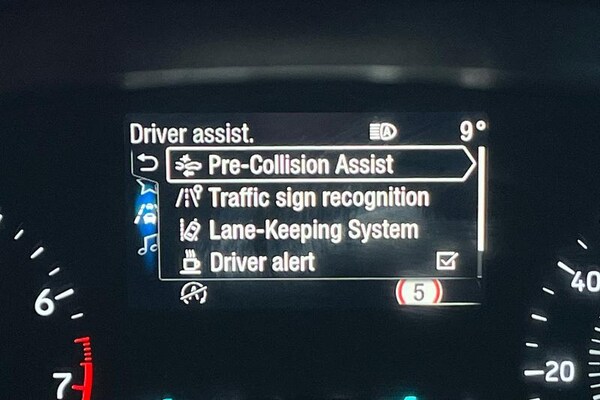 Driver assist. A 9°
Pre-Collision Assist
Traffic sign recognition
Lane-Keeping System
Driver alert
A 5
6
7
40
20